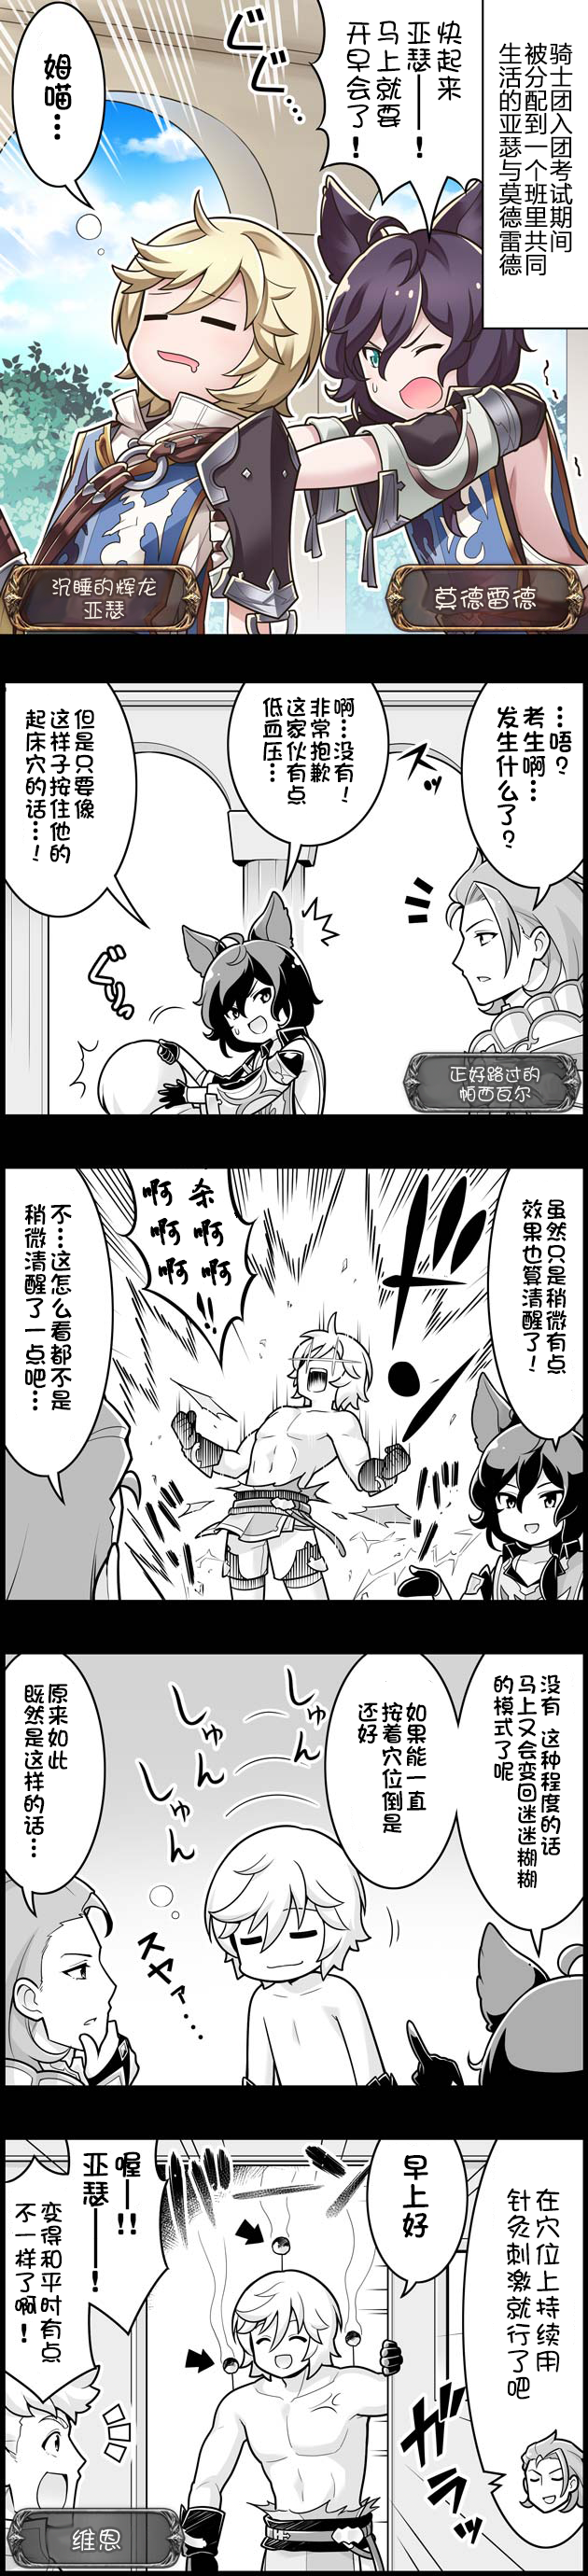 骑士团入团考试期间
被分配到一个班里共同
生活的亚瑟与莫德雷德
快起来
亚瑟——！
马上就要
开早会了！
ぐいぐい
姆喵…
沉睡的辉龙
亚瑟
莫德雷德
…唔？
考生啊…
发生什么了？
啊…没有！
非常抱歉
这家伙有点
低血压…
但是只要像
这样子按住他的
起床穴的话…！
ぐりっ
正好路过的
帕西瓦尔
虽然只是稍微有点
效果也算清醒了！
ドン
杀啊
啊啊
啊啊
!!
不…这怎么看都不是
稍微清醒了一点吧…
没有 这种程度的话
马上又会变回迷迷糊糊
的模式了呢
如果能一直
按着穴位倒是
还好
しゅん
しゅん
しゅん
スヤァ…
原来如此
既然是这样的话…
在穴位上持续用
针灸刺激就行了吧
早上好
ガガッ
喔—!!
亚瑟——！
变得和平时有点
不一样了啊！
维恩